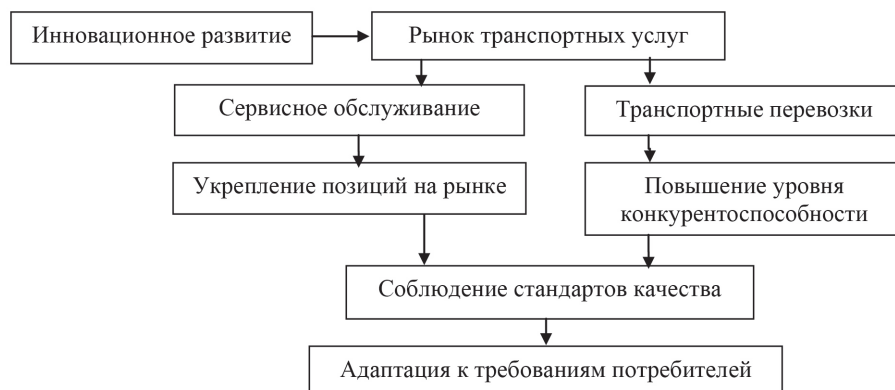 Инновационное развитие
Рынок транспортных услуг
Сервисное обслуживание
Транспортные перевозки
Укрепление позиций на рынке
Повышение уровня
конкурентоспособности
Соблюдение стандартов качества
Адаптация к требованиям потребителей